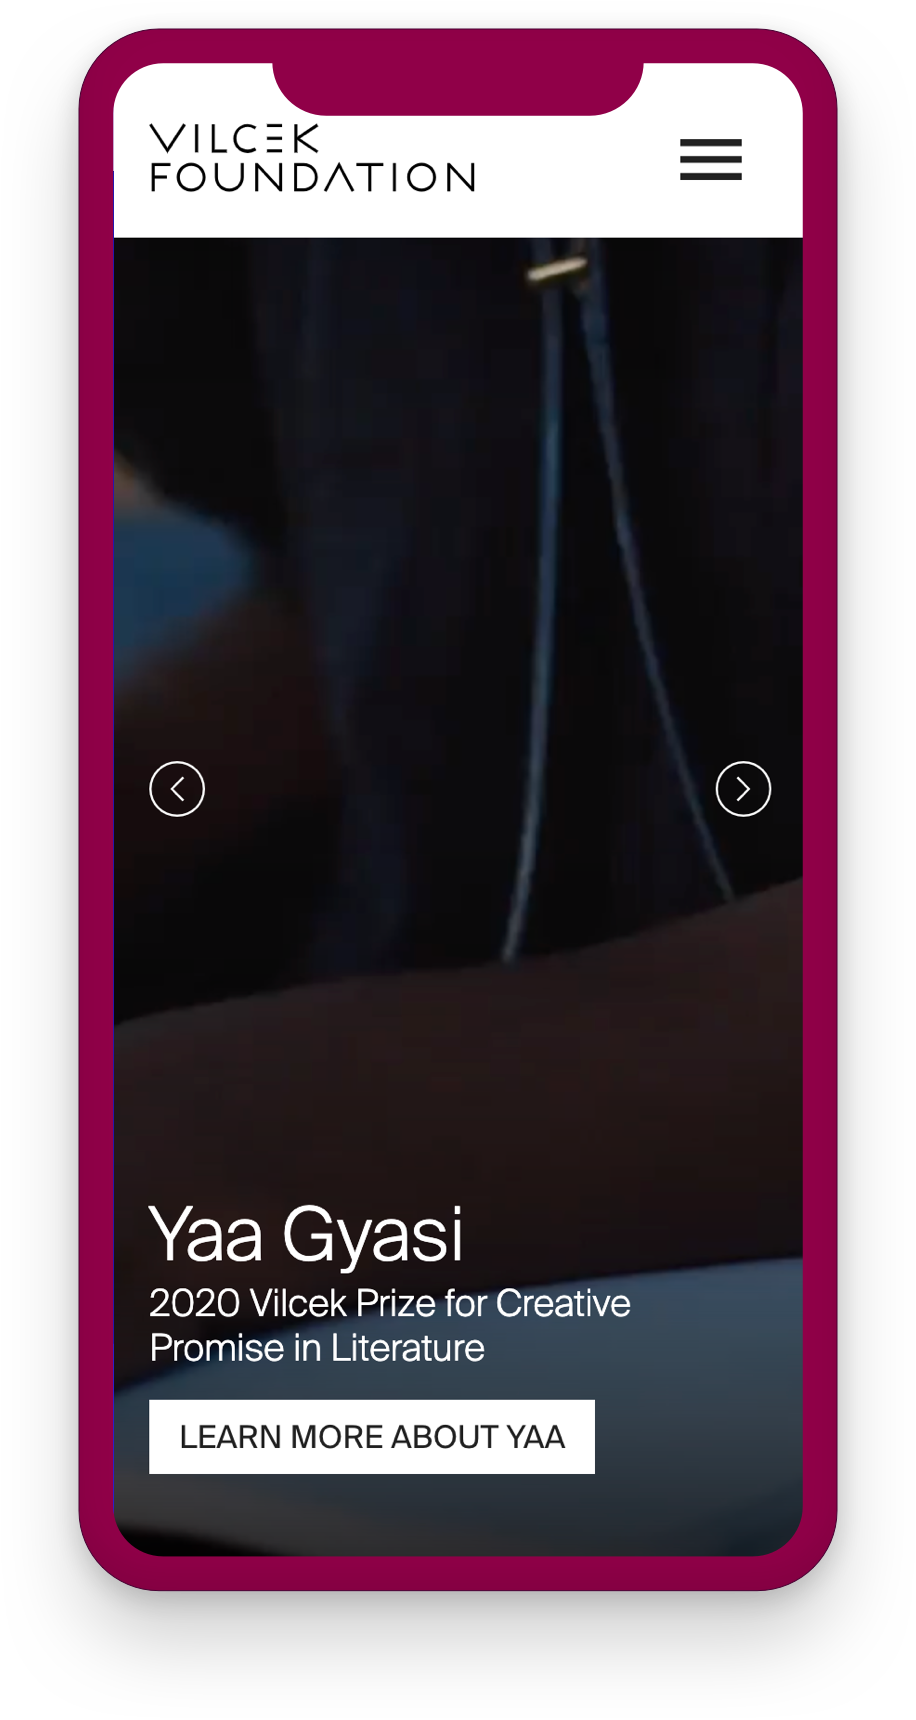 VILCEK
FOUNDATION
Yaa Gyasi
2020 Vilcek Prize for Creative
Promise in Literature
LEARN MORE ABOUT YAA